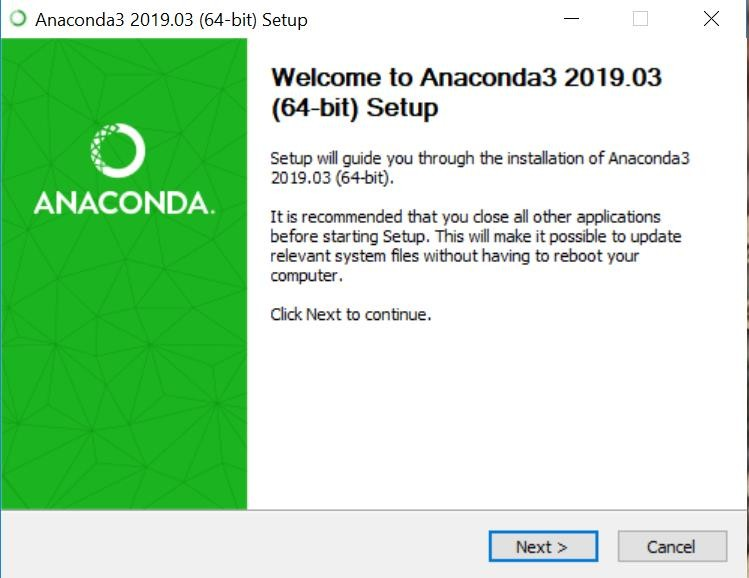 Anaconda3 2019.03 (64-bit) Setup
ANACONDA.
Welcome to Anaconda3 2019.03
(64-bit) Setup
Setup will guide you through the installation of Anaconda3
2019.03 (64-bit).
It is recommended that you close all other applications
before starting Setup. This will make it possible to update
relevant system files without having to reboot your
computer.
Click Next to continue.
Next >
Cancel